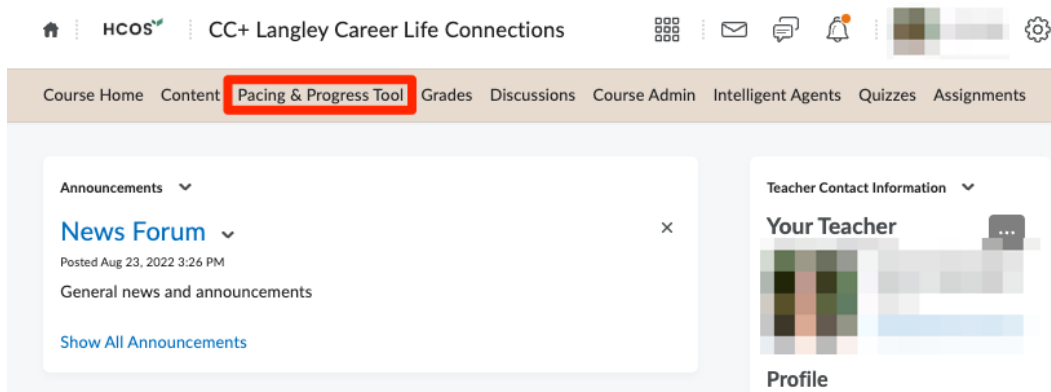 HCOS CC+ Langley Career Life Connections
Course Home Content Pacing & Progress Tool Grades Discussions Course Admin Intelligent Agents Quizzes Assignments
Announcements
News Forum
Posted Aug 23, 2022 3:26 PM
General news and announcements
Show All Announcements
Teacher Contact Information
Your Teacher
...
Profile